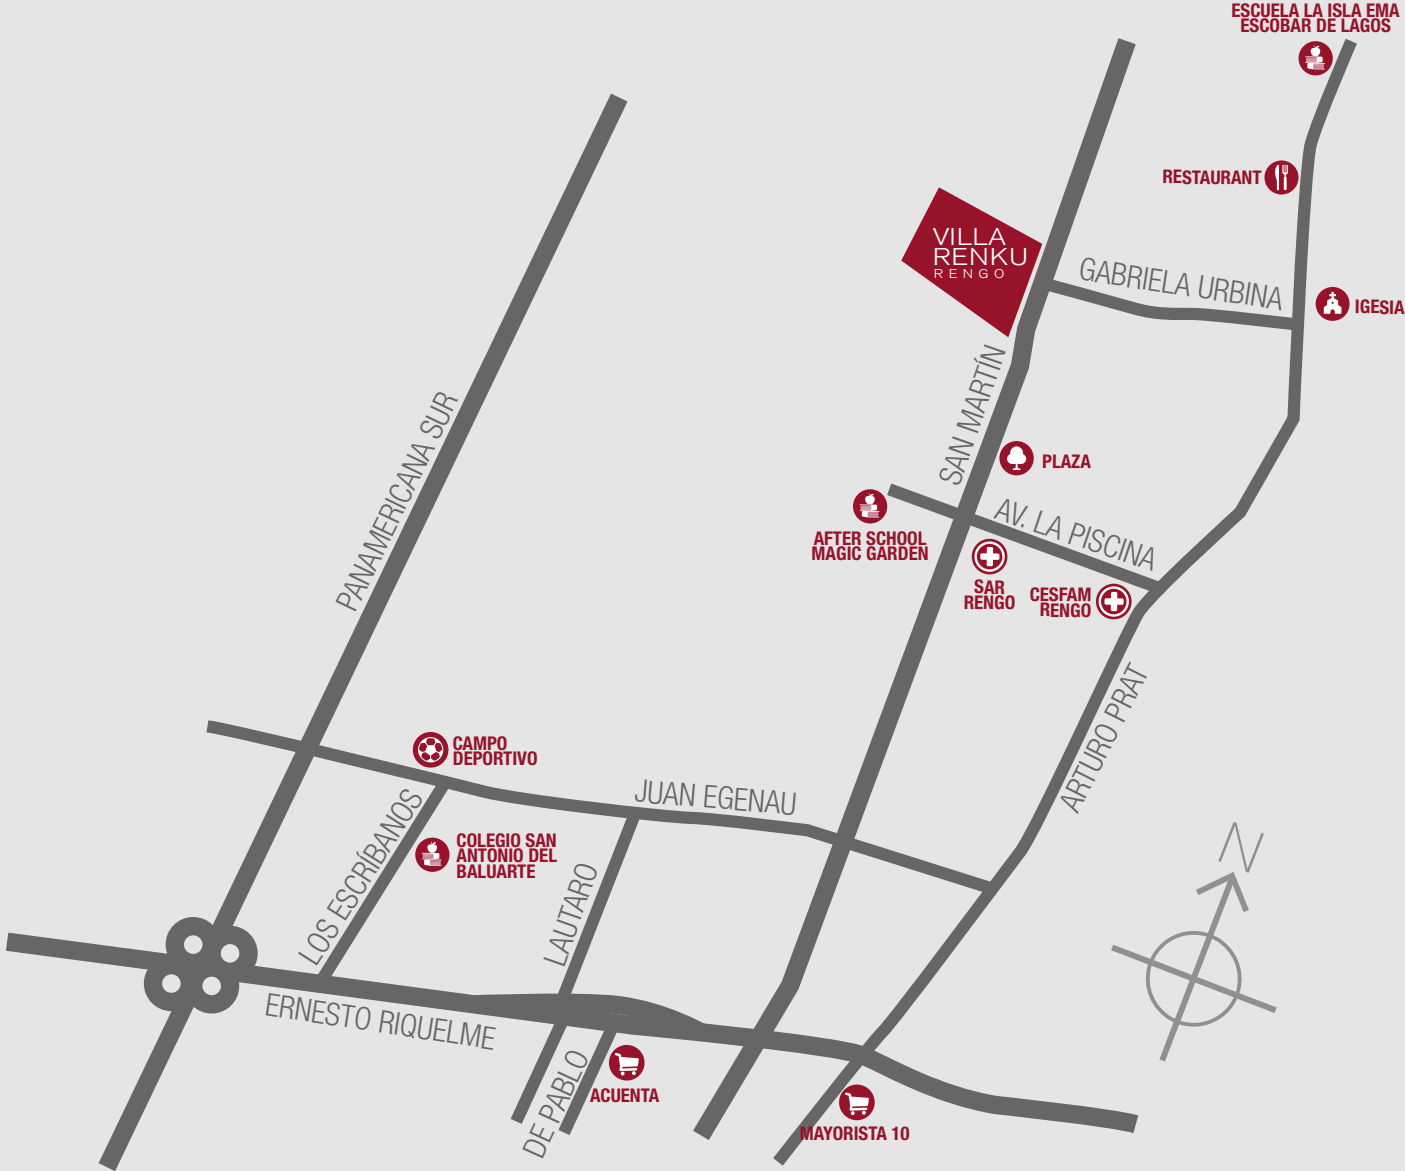 ESCUELA LA ISLA EMA
ESCOBAR DE LAGOS
RESTAURANT
VILLA
RENKU
RENGO
GABRIELA URBINA
IGESIA
SAN MARTÍN
PANAMERICANA SUR
PLAZA
AV. LA PISCINA
AFTER SCHOOL
MAGIC GARDEN
SAR
RENGO
CESFAM
RENGO
ARTURO PRAT
CAMPO
DEPORTIVO
JUAN EGENAU
LOS ESCRÍBANOS
COLEGIO SAN
ANTONIO DEL
BALUARTE
LAUTARO
N
ERNESTO RIQUELME
DE PABLO
ACUENTA
MAYORISTA 10